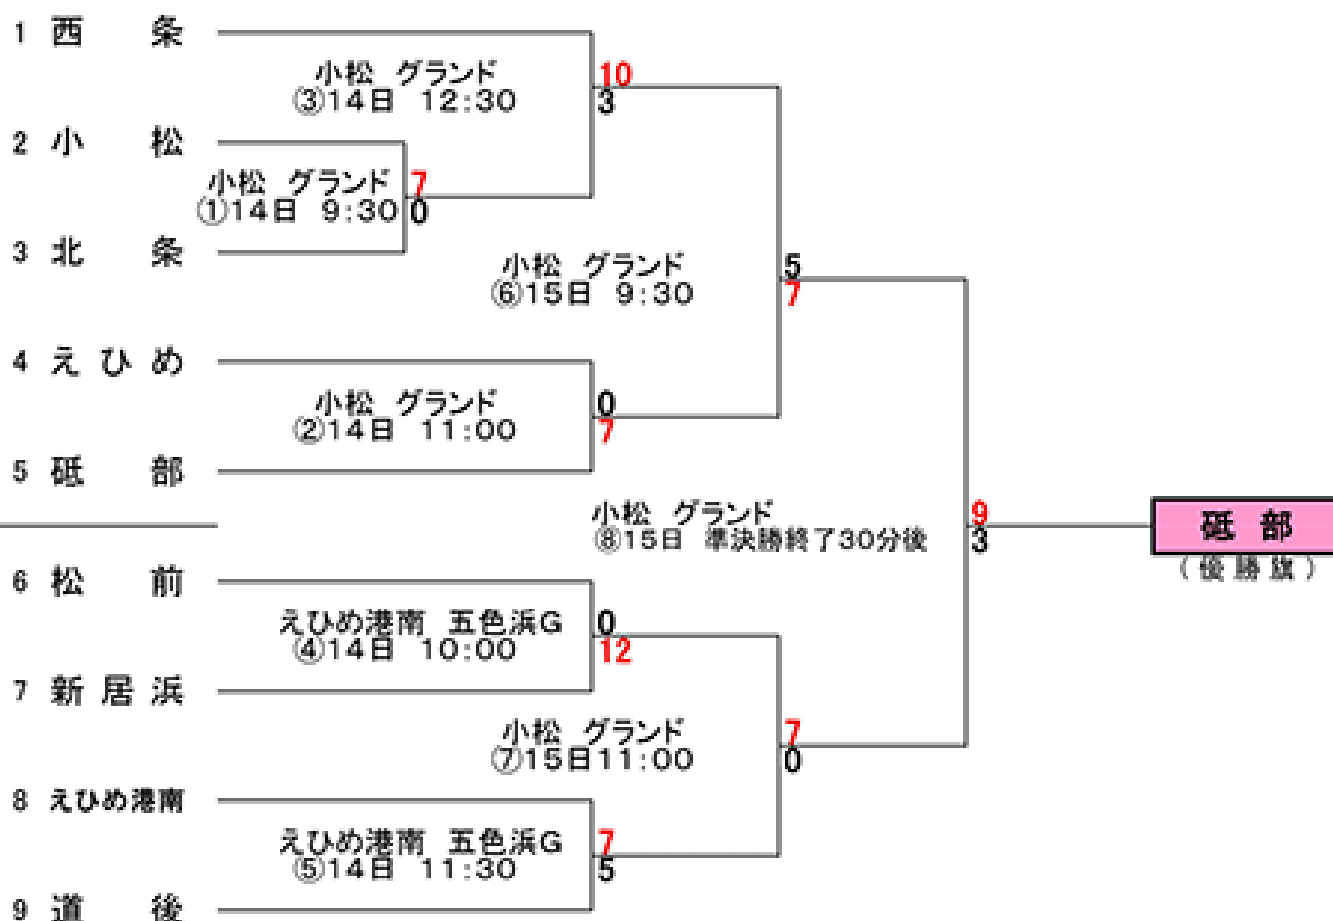 1 西 条
小松 グランド
③14日 12:30
10
3
2 小 松
小松 グランド
①14日 9:30
7
0
3 北 条
小松 グランド
⑥15日 9:30
5
7
4 えひめ
小松 グランド
②14日 11:00
0
7
5 砥 部
小松 グランド
⑧15日 準決勝終了30分後
9
3
砥 部
(優勝旗)
6 松 前
えひめ港南 五色浜G
④14日 10:00
0
12
7 新居浜
小松 グランド
⑦15日11:00
7
0
8 えひめ港南
えひめ港南 五色浜G
⑤14日 11:30
7
5
9 道 後